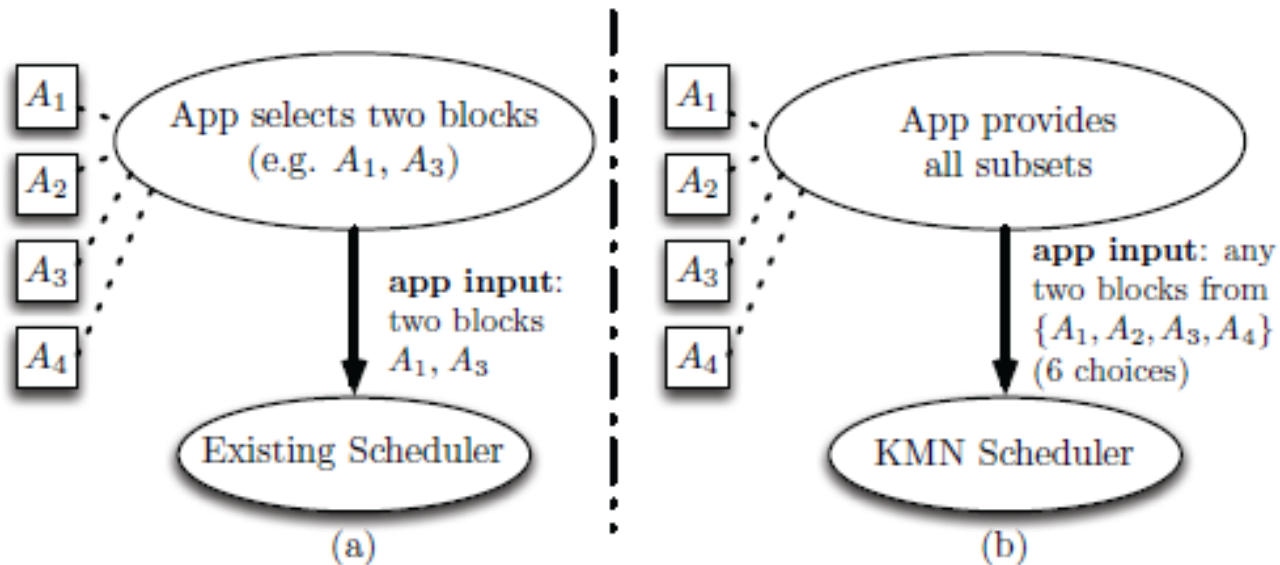 A1
A2
A3
A4
App selects two blocks
(e.g. A1, A3)
app input:
two blocks
A1, A3
Existing Scheduler
(a)
A1
A2
A3
A4
App provides
all subsets
app input: any
two blocks from
{A1, A2, A3, A4}
(6 choices)
KMN Scheduler
(b)